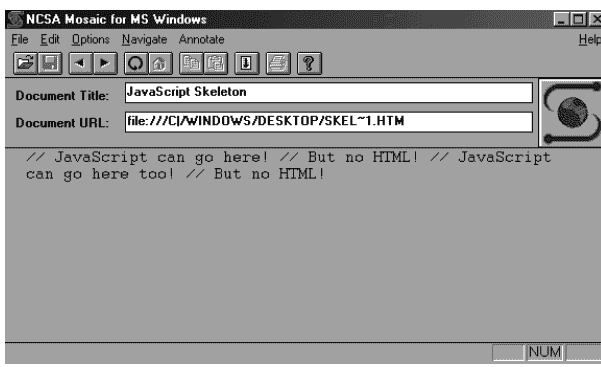 NCSA Mosaic for MS Windows
File Edit Options Navigate Annotate Help
Document Title: JavaScript Skeleton
Document URL: file:///C|/WINDOWS/DESKTOP/SKEL~1.HTM
// JavaScript can go here! // But no HTML! // JavaScript
can go here too! // But no HTML!
NUM